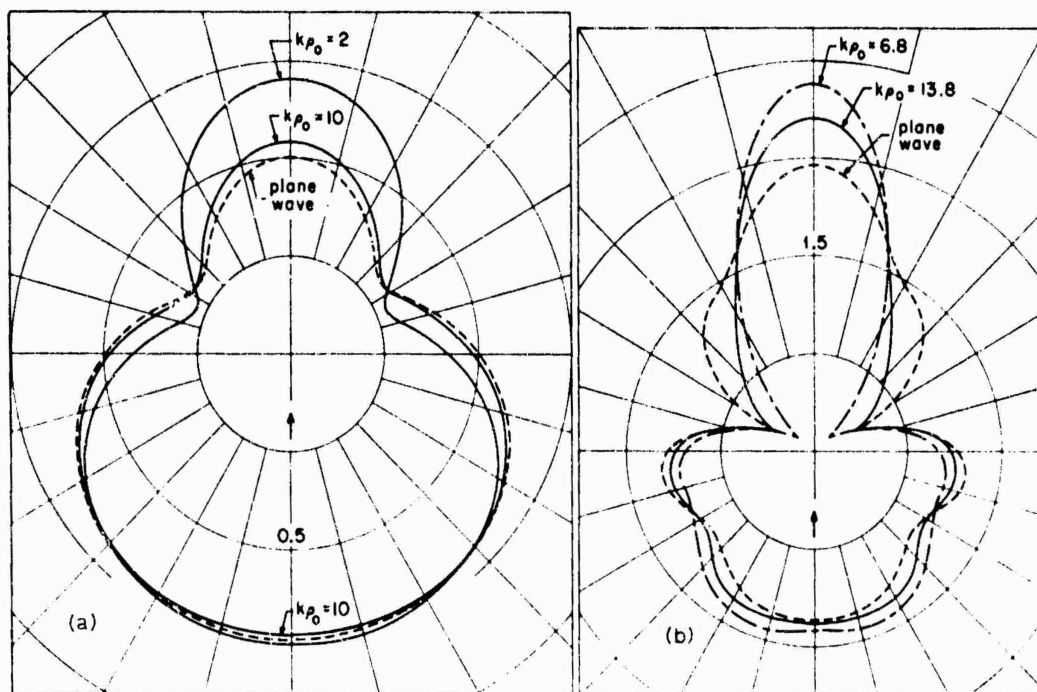 kρ₀=2
kρ₀=10
plane
wave
0.5
kρ₀=10
(a)
kρ₀=6.8
kρ₀=13.8
plane
wave
1.5
(b)